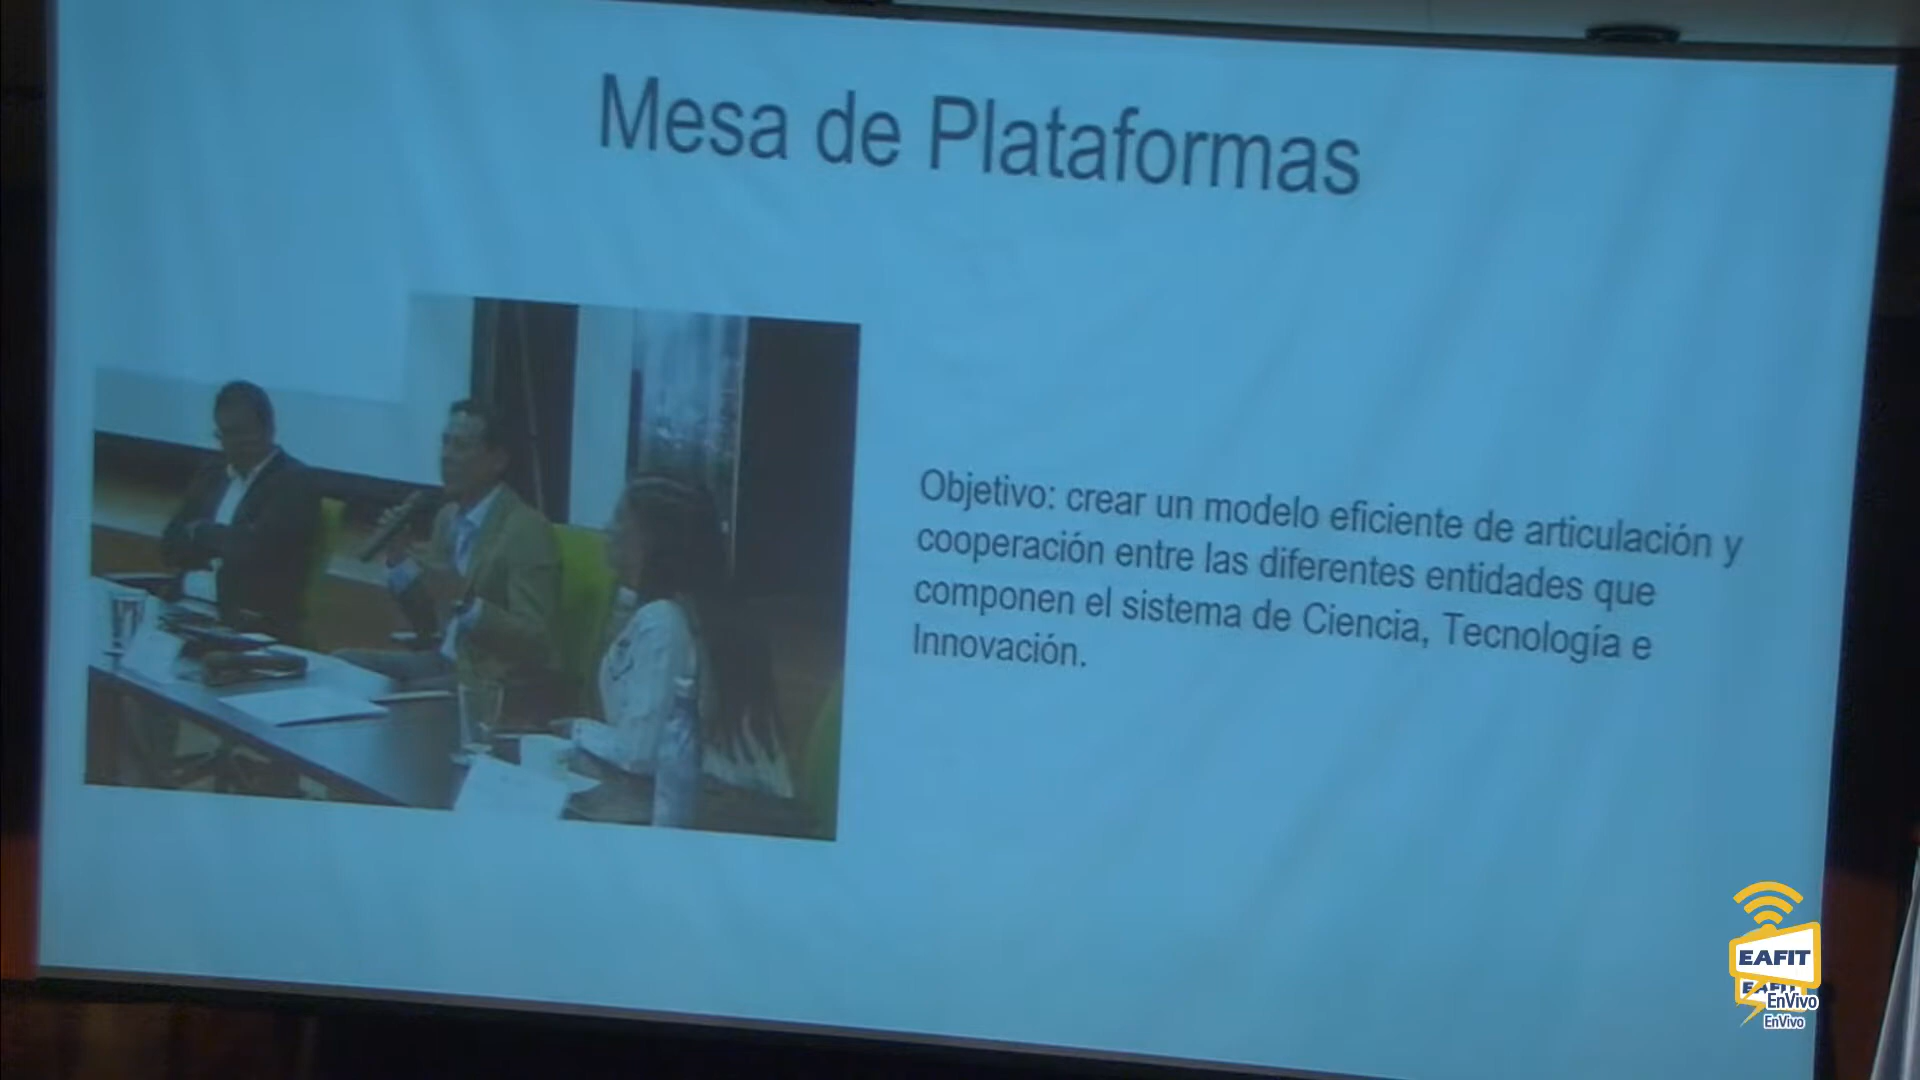 Mesa de Plataformas
Objetivo: crear un modelo eficiente de articulación y
cooperación entre las diferentes entidades que
componen el sistema de Ciencia, Tecnología e
Innovación.
EAFIT
EAFIT
EnVivo
EnVivo